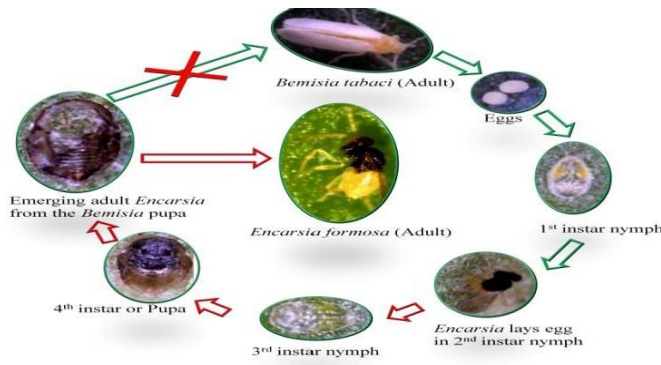 Bemisia tabaci (Adult)
Eggs
1st instar nymph
Encarsia lays egg
in 2nd instar nymph
3rd instar nymph
4th instar or Pupa
Emerging adult Encarsia
from the Bemisia pupa
Encarsia formosa (Adult)